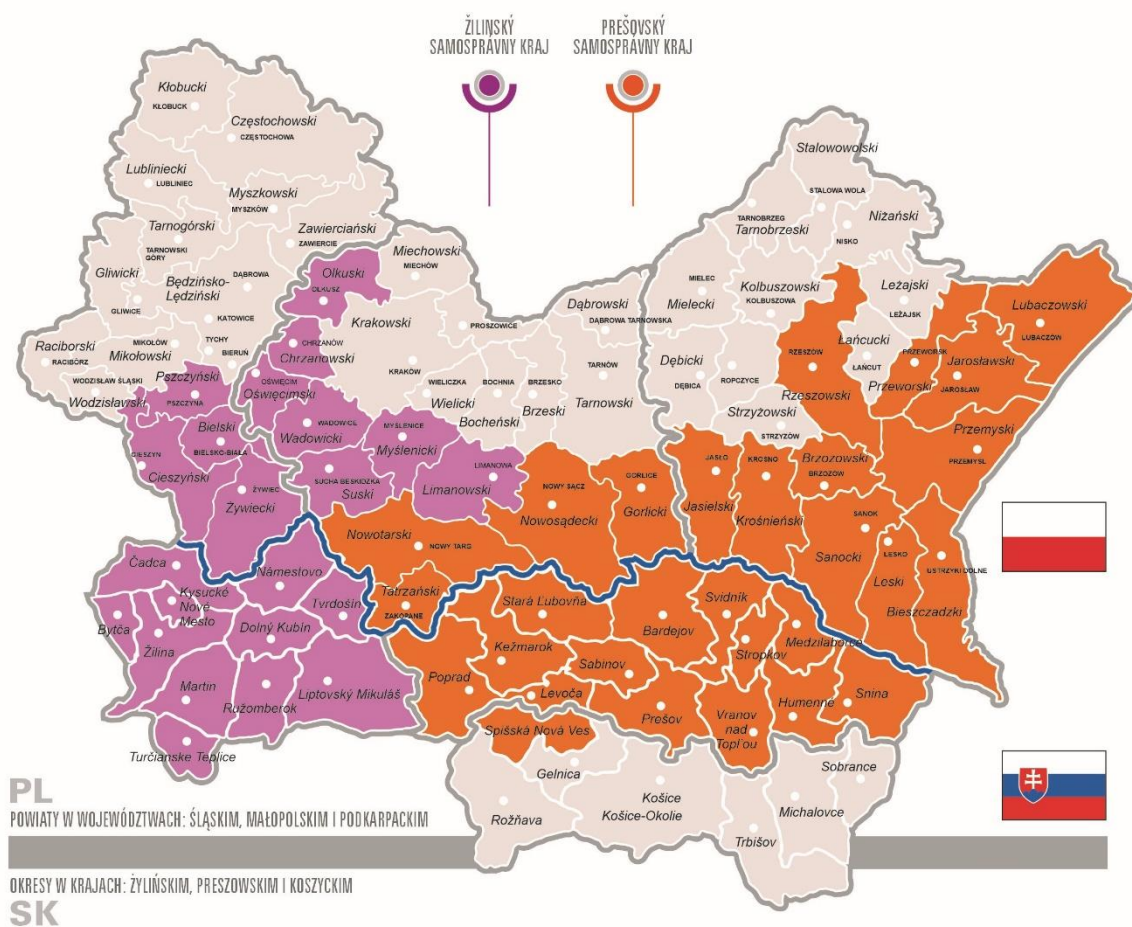 ŽILINSKÝ
SAMOSPRÁVNY KRAJ
PREŠOVSKÝ
SAMOSPRÁVNY KRAJ
Kłobucki
KŁOBUCK
Częstochowski
CZĘSTOCHOWA
Lubliniecki
LUBLINIEC
Myszkowski
MYSZKÓW
Tarnogórski
TARNOWSKI
GÓRY
Zawierciański
ZAWIERCIE
Gliwicki
GLIWICE
Będzińsko-
Lędziński
DĄBROWA
KATOWICE
Raciborski
RACIBÓRZ
MIKOŁÓW
Mikołowski
TYCHY
BIERUŃ
WODZISŁAW ŚLĄSKI
Wodzisławski
Pszczyński
PSZCZYNA
Bielski
BIELSKO-BIAŁA
CIESZYN
Cieszyński
ŻYWIEC
Żywiecki
Olkuski
OLKUSZ
Miechowski
MIECHÓW
Krakowski
KRAKÓW
PROSZOWICE
CHRZANÓW
Chrzanowski
OŚWIĘCIM
Oświęcimski
WADOWICE
Wadowicki
MYŚLENICE
Myślenicki
SUCHA BESKIDZKA
Suski
LIMANOWA
Limanowski
WIELICZKA
Wielicki
BOCHNIA
Bocheński
BRZESKO
Brzeski
Dąbrowski
DĄBROWA TARNOWSKA
TARNÓW
Tarnowski
NOWY SĄCZ
Nowosądecki
GORLICE
Gorlicki
Nowotarski
NOWY TARG
Tatrzański
ZAKOPANE
Stalowowolski
STALOWA WOLA
TARNOBRZEG
Tarnobrzeski
Niżański
NISKO
MIELEC
Mielecki
Kolbuszowski
KOLBUSZOWA
Leżajski
LEŻAJSK
Dębicki
DĘBICA
ROPCZYCE
RZESZÓW
Rzeszowski
Łańcucki
ŁAŃCUT
PRZEWORSK
Przeworski
Jarosławski
JAROSŁAW
Lubaczowski
LUBACZÓW
Strzyżowski
STRZYŻÓW
JASŁO
Jasielski
KROSNO
Krośnieński
Brzozowski
BRZOZÓW
Przemyski
PRZEMYŚL
SANOK
Sanocki
LESKO
Leski
USTRZYKI DOLNE
Bieszczadzki
Čadca
Kysucké
Nové
Mesto
Bytča
Žilina
Námestovo
Tvrdošín
Dolný Kubín
Martin
Ružomberok
Liptovský Mikuláš
Turčianske Teplice
Stará Ľubovňa
Kežmarok
Poprad
Levoča
Sabinov
Bardejov
Prešov
Svidník
Stropkov
Medzilaborce
Vranov
nad
Topľou
Humenné
Snina
Spišská Nová Ves
Gelnica
Rožňava
Košice
Košice-Okolie
Trbišov
Michalovce
Sobrance
PL
POWIATY W WOJEWÓDZTWACH: ŚLĄSKIM, MAŁOPOLSKIM I PODKARPACKIM
OKRESY W KRAJACH: ŻYLIŃSKIM, PRESZOWSKIM I KOSZYCKIM
SK